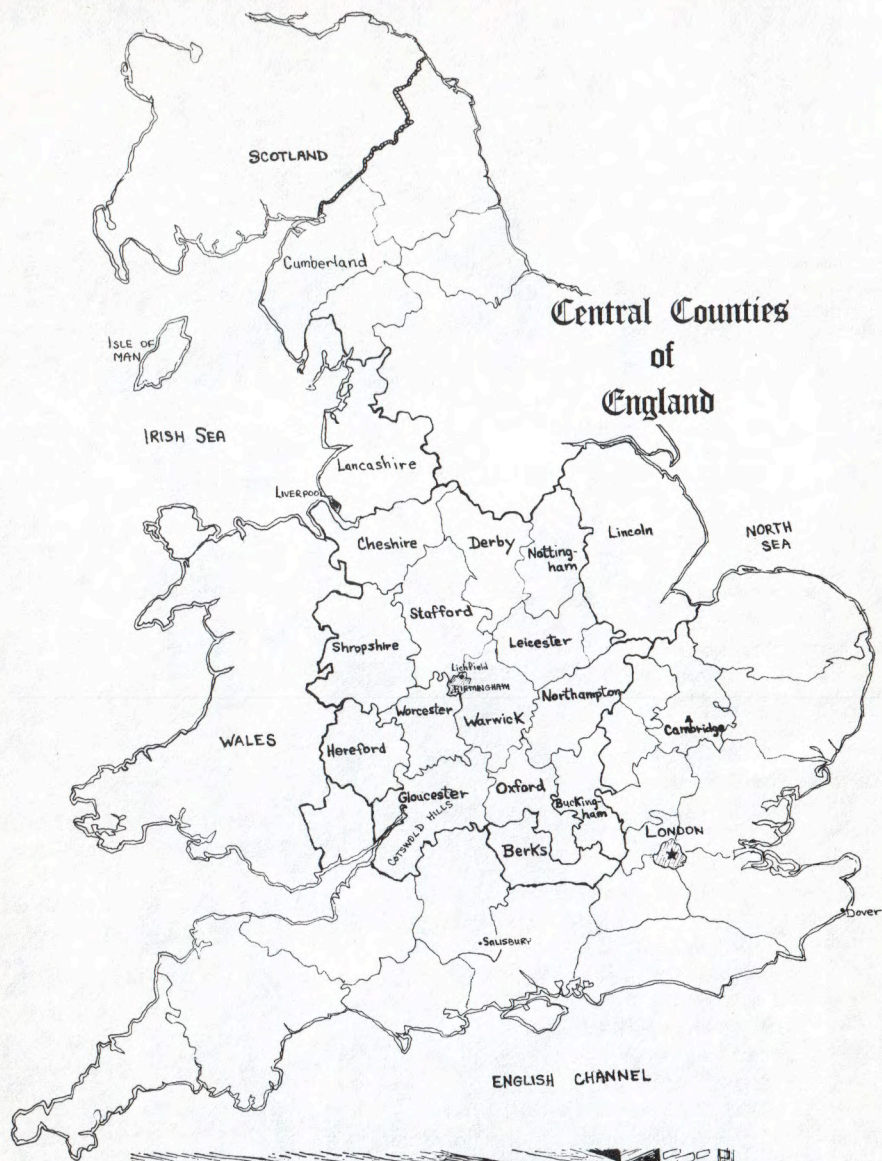 SCOTLAND
Cumberland
Central Counties
of
England
ISLE OF
MAN
IRISH SEA
Lancashire
LIVERPOOL
Cheshire
Derby
Notting-
ham
Lincoln
NORTH
SEA
Stafford
Shropshire
Leicester
Lichfield
BIRMINGHAM
Northampton
Worcester
Warwick
Cambridge
WALES
Hereford
Gloucester
Oxford
Bucking-
ham
COTSWOLD HILLS
LONDON
Berks
Dover
SALISBURY
ENGLISH CHANNEL